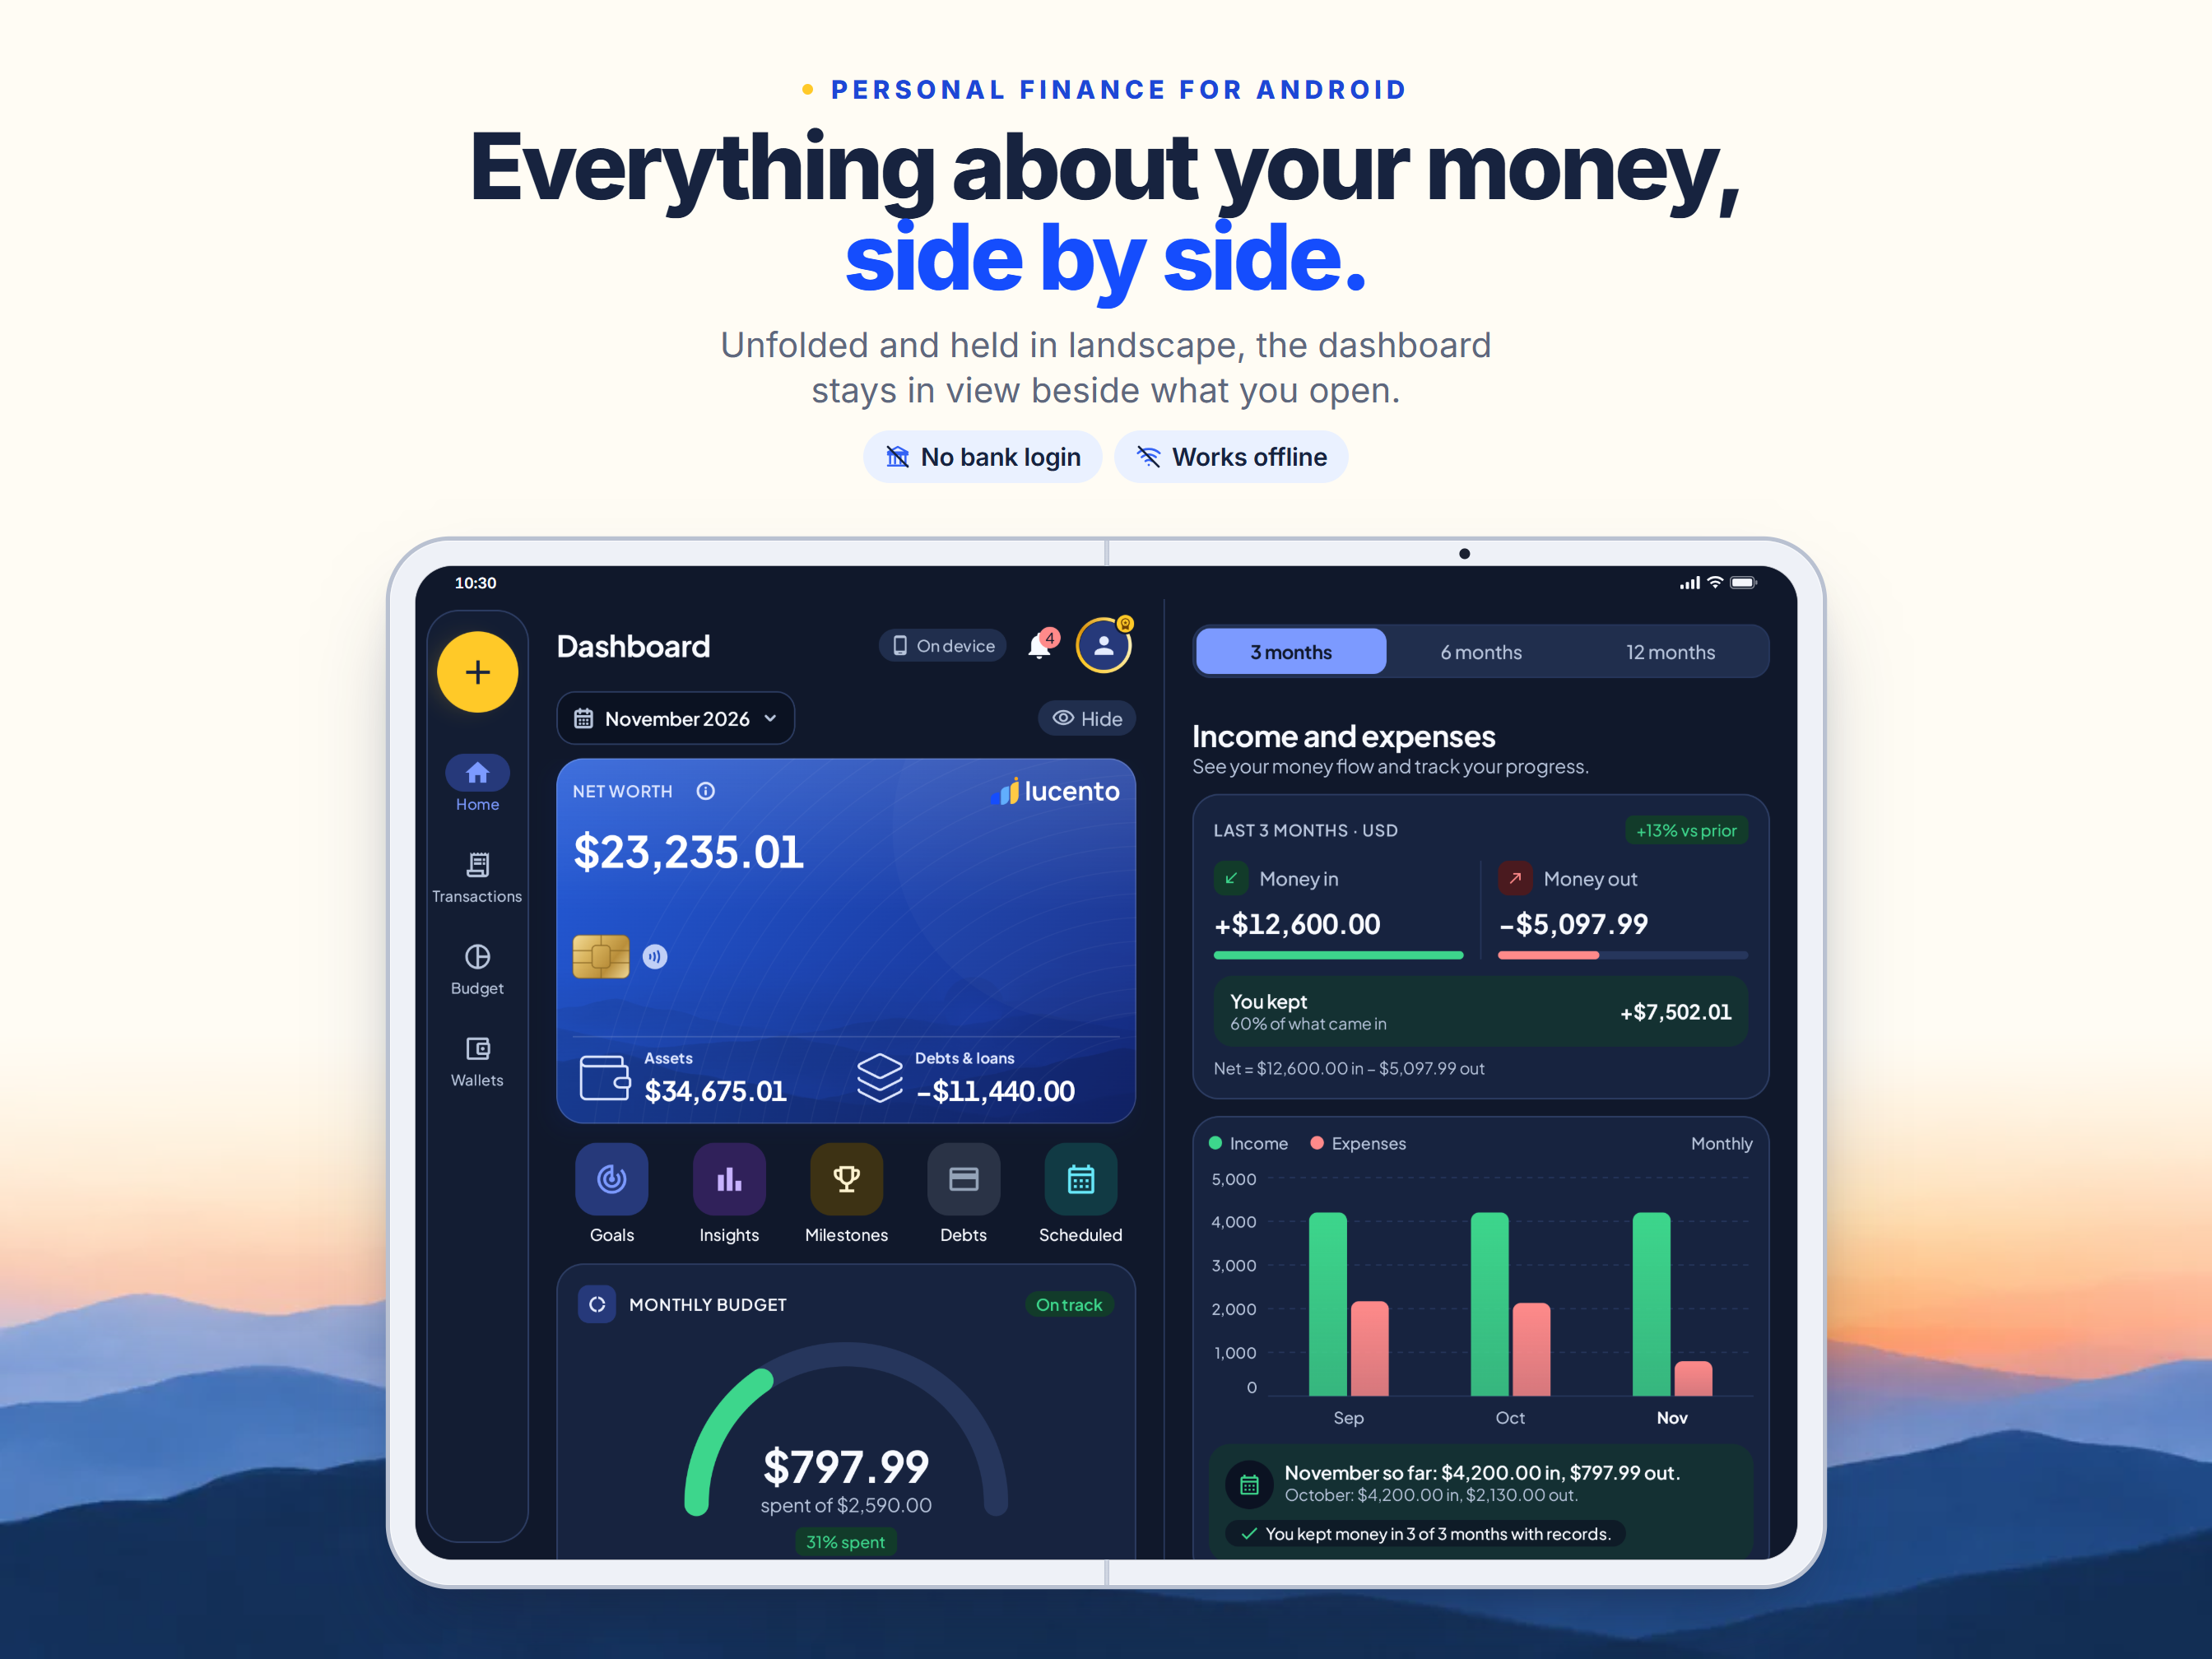 PERSONAL FINANCE FOR ANDROID
Everything about your money,
side by side.
Unfolded and held in landscape, the dashboard
stays in view beside what you open.
No bank login
Works offline
10:30
Dashboard
On device
4
November 2026
Hide
NET WORTH
lucento
$23,235.01
Assets
$34,675.01
Debts & loans
-$11,440.00
Goals
Insights
Milestones
Debts
Scheduled
MONTHLY BUDGET
On track
$797.99
spent of $2,590.00
31% spent
Home
Transactions
Budget
Wallets
3 months
6 months
12 months
Income and expenses
See your money flow and track your progress.
LAST 3 MONTHS · USD
+13% vs prior
Money in
+$12,600.00
Money out
-$5,097.99
You kept
60% of what came in
+$7,502.01
Net = $12,600.00 in – $5,097.99 out
Income
Expenses
Monthly
5,000
4,000
3,000
2,000
1,000
0
Sep
Oct
Nov
November so far: $4,200.00 in, $797.99 out.
October: $4,200.00 in, $2,130.00 out.
You kept money in 3 of 3 months with records.